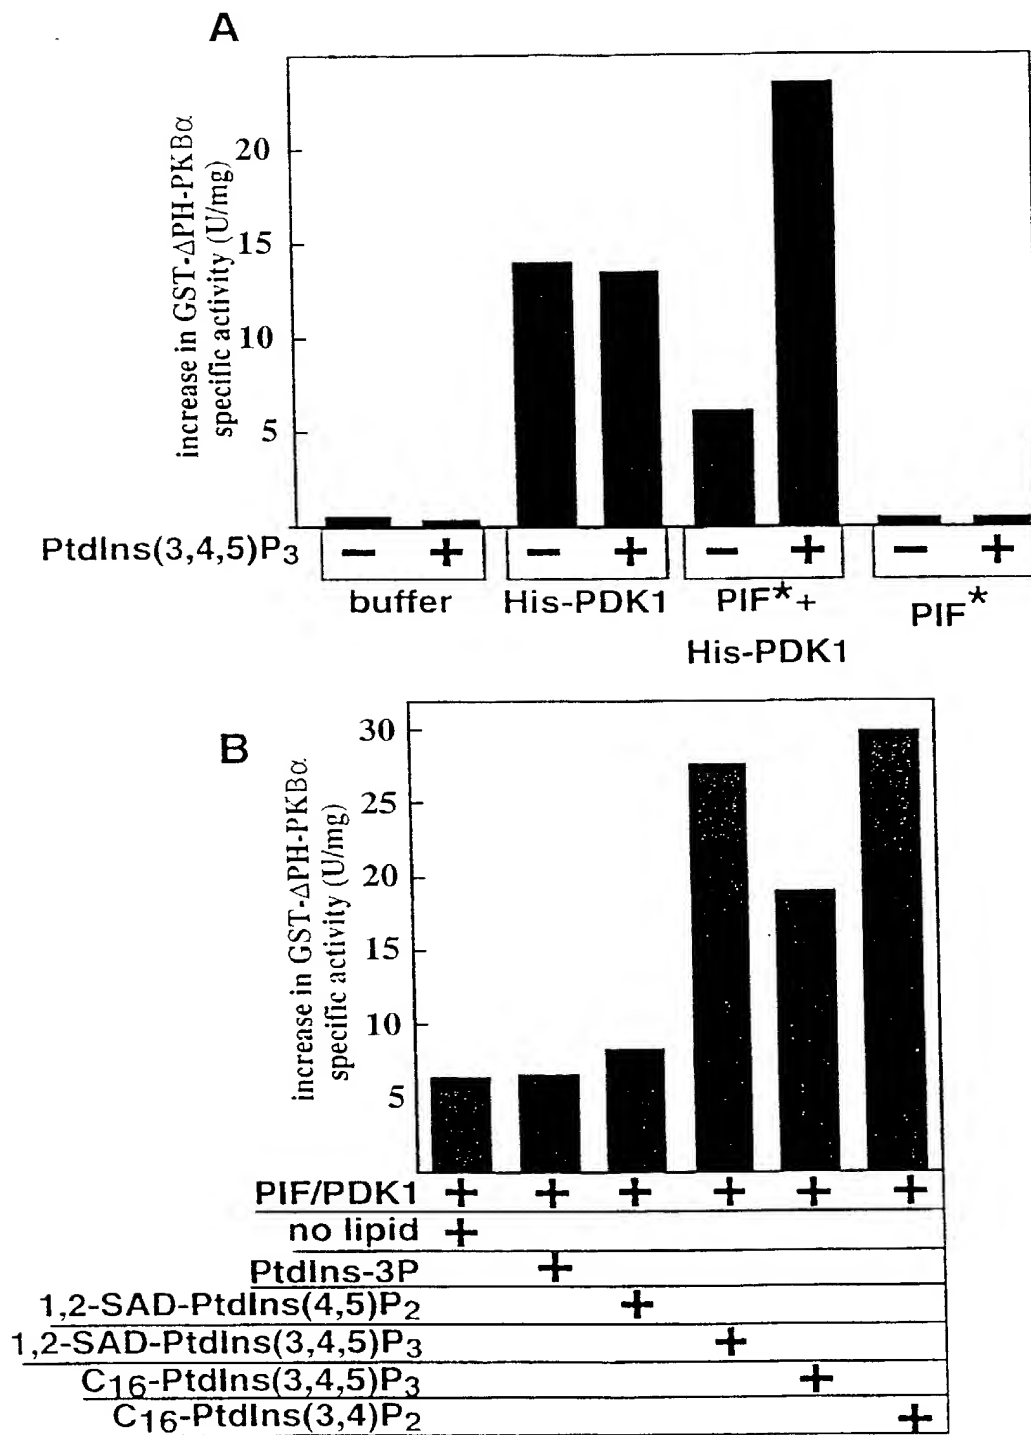 A
increase in GST-ΔPH-PKBα
specific activity (U/mg)
20
15
10
5
PtdIns(3,4,5)P3 − + − + − + − +
buffer His-PDK1 PIF*+ PIF*
His-PDK1
B
increase in GST-ΔPH-PKBα
specific activity (U/mg)
30
25
20
15
10
5
PIF/PDK1 + + + + + +
no lipid +
PtdIns-3P +
1,2-SAD-PtdIns(4,5)P2 +
1,2-SAD-PtdIns(3,4,5)P3 +
C16-PtdIns(3,4,5)P3 +
C16-PtdIns(3,4)P2 +